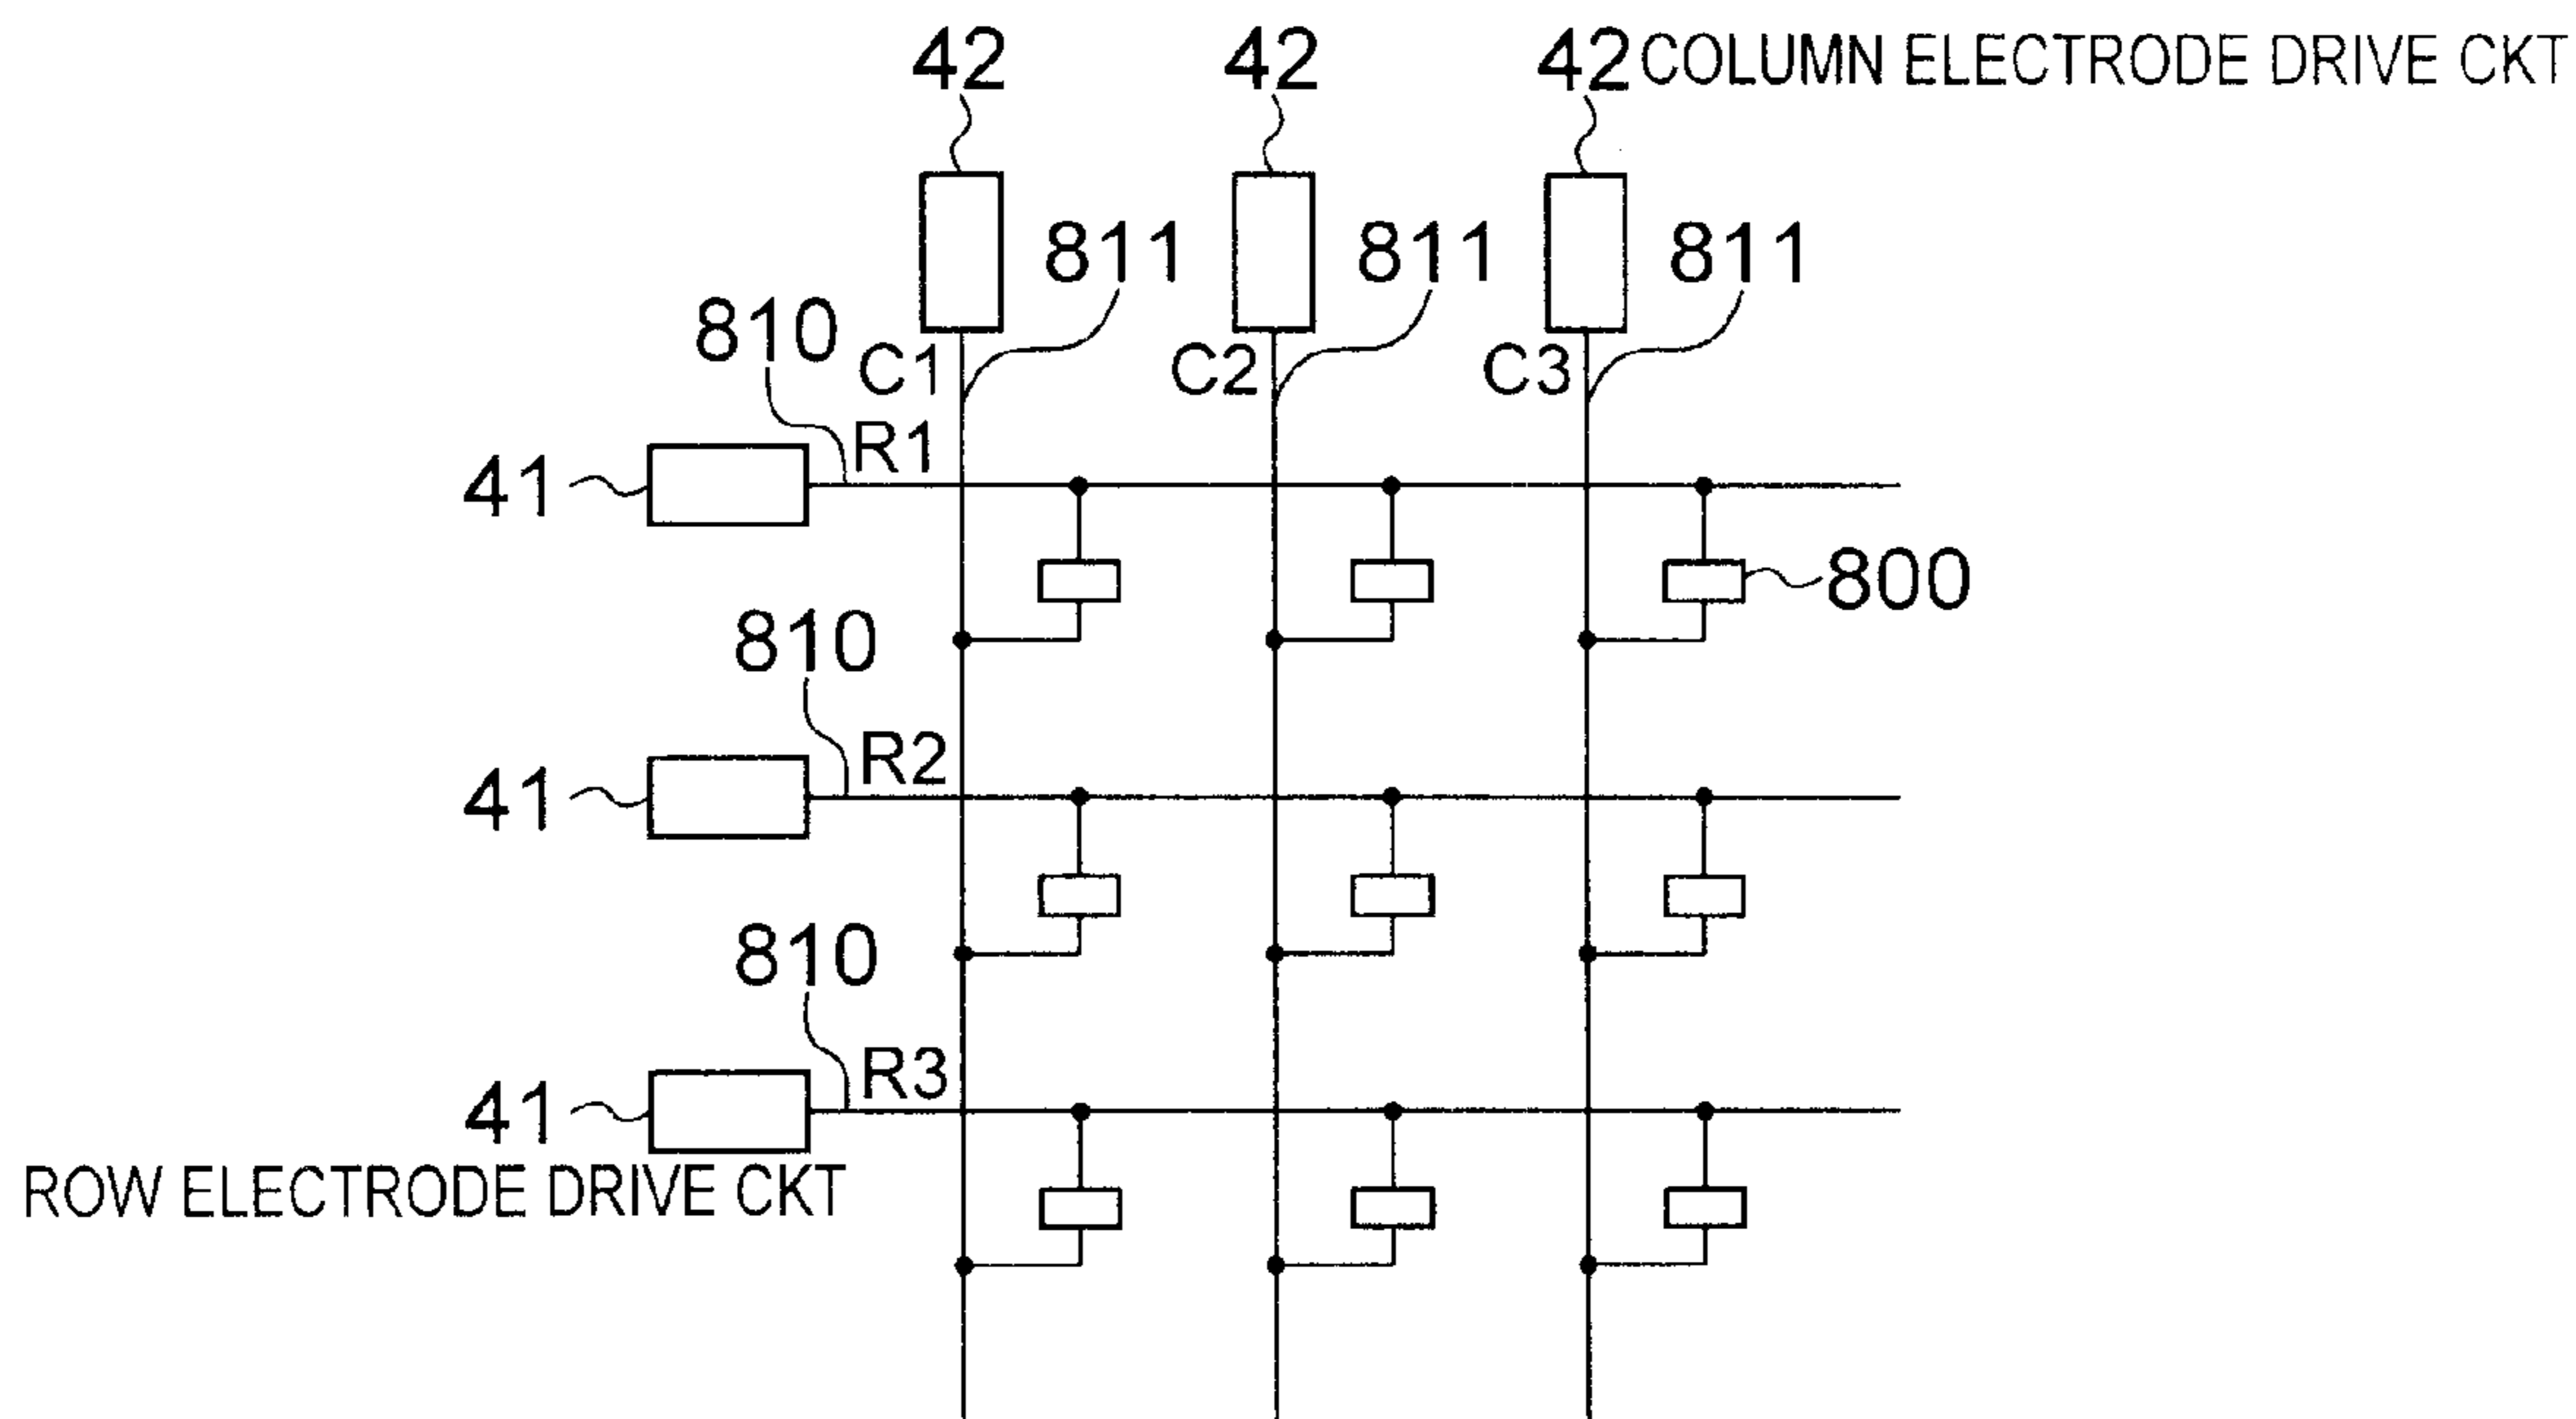 42 42 42 COLUMN ELECTRODE DRIVE CKT
811 811 811
810 C1 C2 C3
R1
41
800
810
R2
41
810
R3
41
ROW ELECTRODE DRIVE CKT